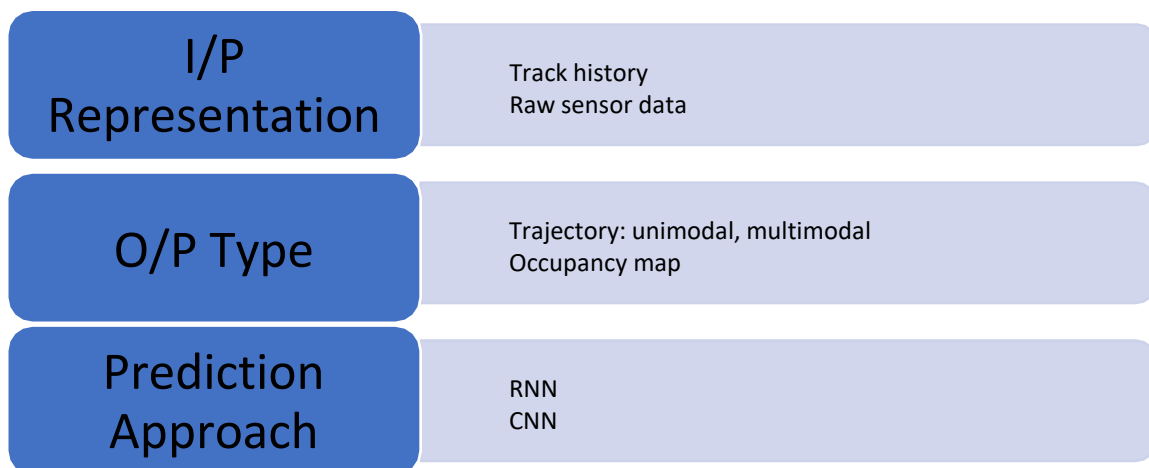 I/P
Representation
Track history
Raw sensor data
O/P Type
Trajectory: unimodal, multimodal
Occupancy map
Prediction
Approach
RNN
CNN